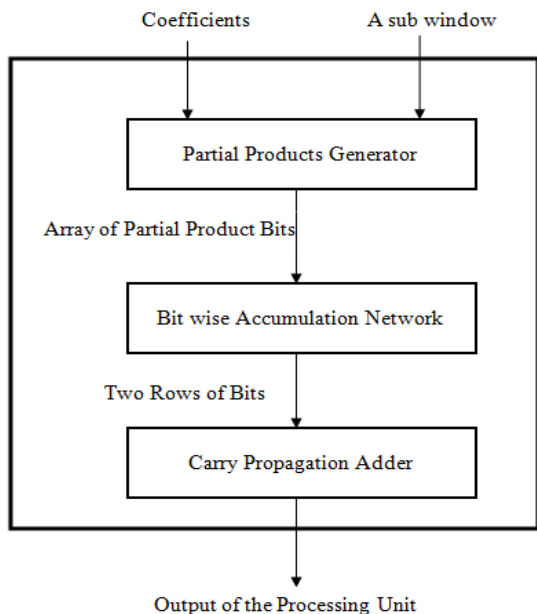 Coefficients
A sub window
Partial Products Generator
Array of Partial Product Bits
Bit wise Accumulation Network
Two Rows of Bits
Carry Propagation Adder
Output of the Processing Unit